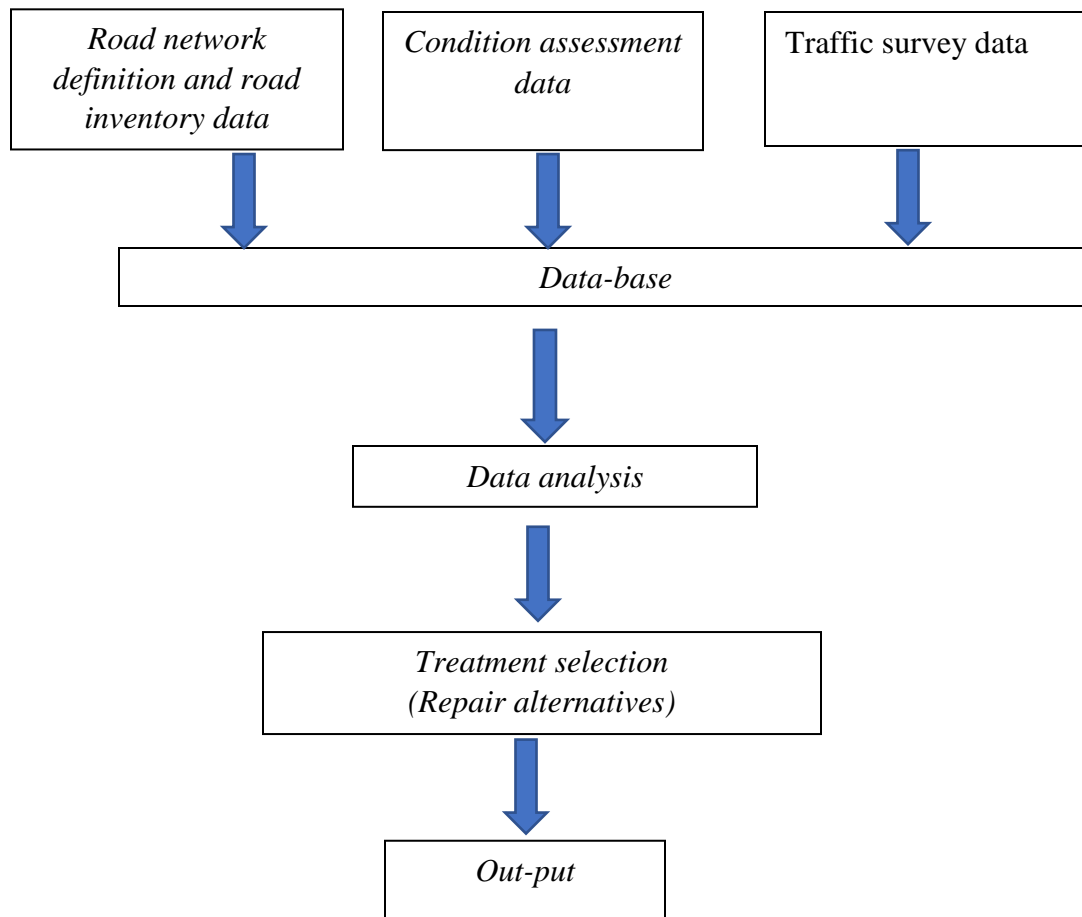 Road network
definition and road
inventory data
Condition assessment
data
Traffic survey data
Data-base
Data analysis
Treatment selection
(Repair alternatives)
Out-put